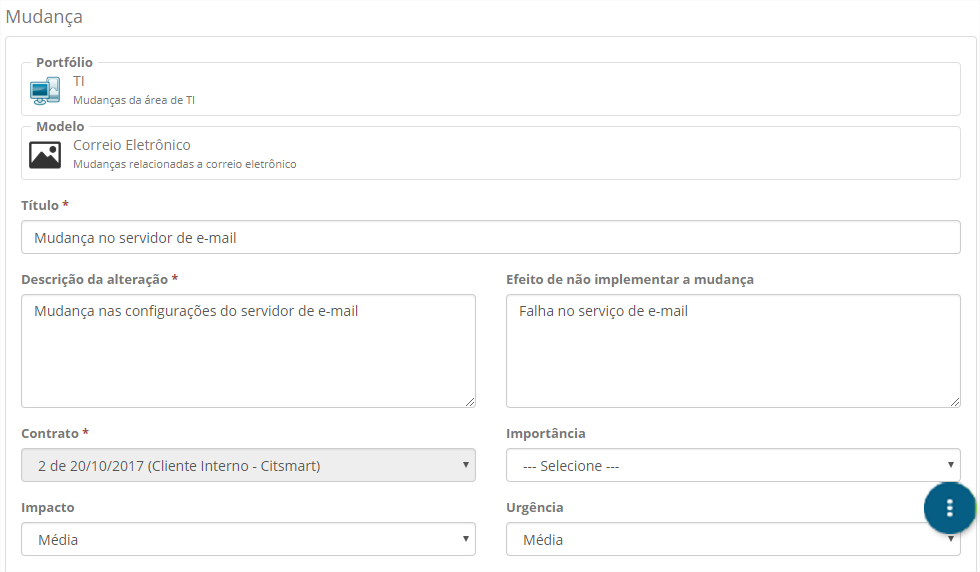 Mudança
Portfólio
TI
Mudanças da área de TI
Modelo
Correio Eletrônico
Mudanças relacionadas a correio eletrônico
Título *
Mudança no servidor de e-mail
Descrição da alteração *
Efeito de não implementar a mudança
Mudança nas configurações do servidor de e-mail
Falha no serviço de e-mail
Contrato *
Importância
2 de 20/10/2017 (Cliente Interno - Citsmart)
--- Selecione ---
Impacto
Urgência
Média
Média